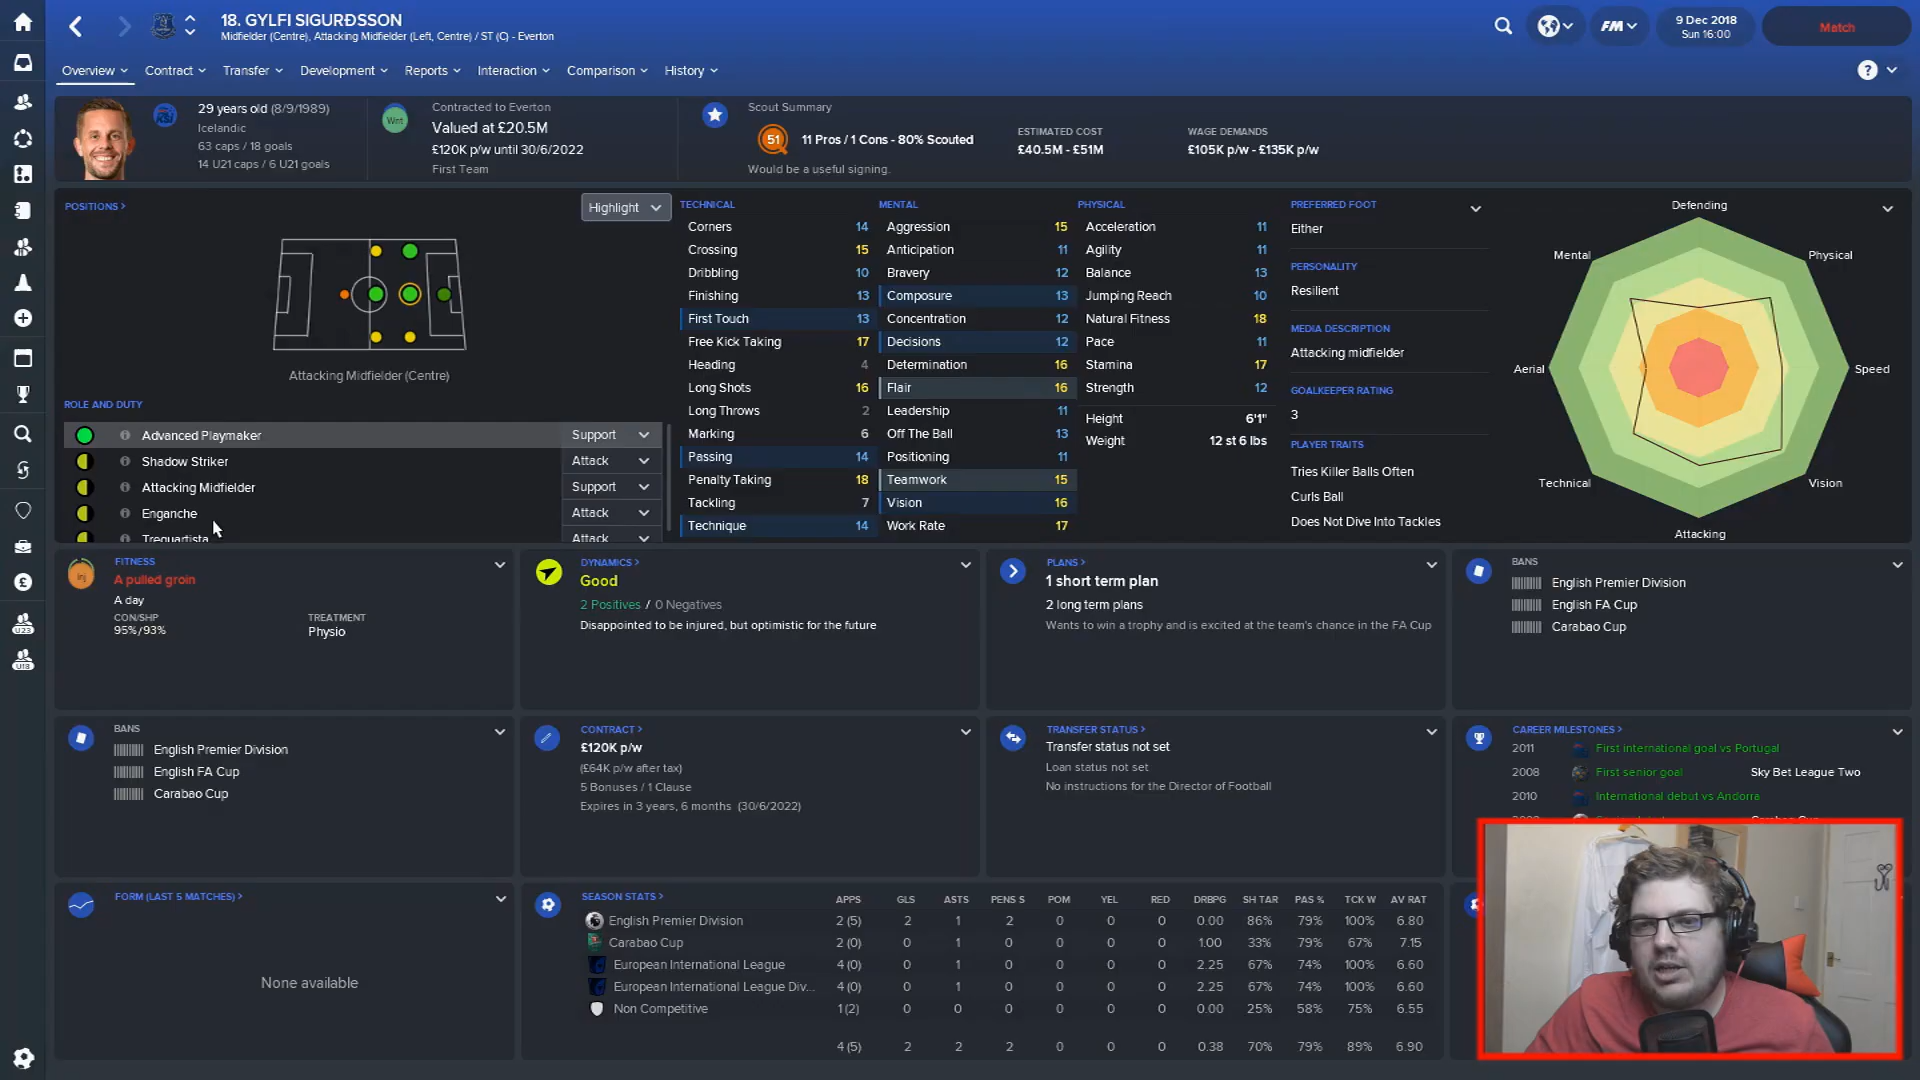 18. GYLFI SIGURÐSSON
Midfielder (Centre), Attacking Midfielder (Left, Centre) / ST (C) - Everton
FM
9 Dec 2018
Sun 16:00
Match
Overview Contract Transfer Development Reports Interaction Comparison History
?
29 years old (8/9/1989)
Icelandic
63 caps / 18 goals
14 U21 caps / 6 U21 goals
Wnt
Contracted to Everton
Valued at £20.5M
£120K p/w until 30/6/2022
First Team
Scout Summary
51
11 Pros / 1 Cons - 80% Scouted
Would be a useful signing.
ESTIMATED COST
£40.5M - £51M
WAGE DEMANDS
£105K p/w - £135K p/w
POSITIONS >
Highlight
Attacking Midfielder (Centre)
ROLE AND DUTY
Advanced Playmaker Support
Shadow Striker Attack
Attacking Midfielder Support
Enganche Attack
Trequartista Attack
TECHNICAL
Corners 14
Crossing 15
Dribbling 10
Finishing 13
First Touch 13
Free Kick Taking 17
Heading 4
Long Shots 16
Long Throws 2
Marking 6
Passing 14
Penalty Taking 18
Tackling 7
Technique 14
MENTAL
Aggression 15
Anticipation 11
Bravery 12
Composure 13
Concentration 12
Decisions 12
Determination 16
Flair 16
Leadership 11
Off The Ball 13
Positioning 11
Teamwork 15
Vision 16
Work Rate 17
PHYSICAL
Acceleration 11
Agility 11
Balance 13
Jumping Reach 10
Natural Fitness 18
Pace 11
Stamina 17
Strength 12
Height 6'1"
Weight 12 st 6 lbs
PREFERRED FOOT
Either
PERSONALITY
Resilient
MEDIA DESCRIPTION
Attacking midfielder
GOALKEEPER RATING
3
PLAYER TRAITS
Tries Killer Balls Often
Curls Ball
Does Not Dive Into Tackles
Defending
Physical
Speed
Vision
Attacking
Technical
Aerial
Mental
FITNESS
Inj
A pulled groin
A day
CON/SHP
95%/93%
TREATMENT
Physio
DYNAMICS >
Good
2 Positives / 0 Negatives
Disappointed to be injured, but optimistic for the future
PLANS >
1 short term plan
2 long term plans
Wants to win a trophy and is excited at the team's chance in the FA Cup
BANS
English Premier Division
English FA Cup
Carabao Cup
BANS
English Premier Division
English FA Cup
Carabao Cup
CONTRACT >
£120K p/w
(£64K p/w after tax)
5 Bonuses / 1 Clause
Expires in 3 years, 6 months (30/6/2022)
TRANSFER STATUS >
Transfer status not set
Loan status not set
No instructions for the Director of Football
CAREER MILESTONES >
2011 First international goal vs Portugal
2008 First senior goal Sky Bet League Two
2010 International debut vs Andorra
Carabao Cup
FORM (LAST 5 MATCHES) >
None available
SEASON STATS > APPS GLS ASTS PENS S POM YEL RED DRBPG SH TAR PAS % TCK W AV RAT
English Premier Division 2 (5) 2 1 2 0 0 0 0.00 86% 79% 100% 6.80
Carabao Cup 2 (0) 0 1 0 0 0 0 1.00 33% 79% 67% 7.15
European International League 4 (0) 0 1 0 0 0 0 2.25 67% 74% 100% 6.60
European International League Div... 4 (0) 0 1 0 0 0 0 2.25 67% 74% 100% 6.60
Non Competitive 1 (2) 0 0 0 0 0 0 0.00 25% 58% 75% 6.55
4 (5) 2 2 2 0 0 0 0.38 70% 79% 89% 6.90
U23
U18